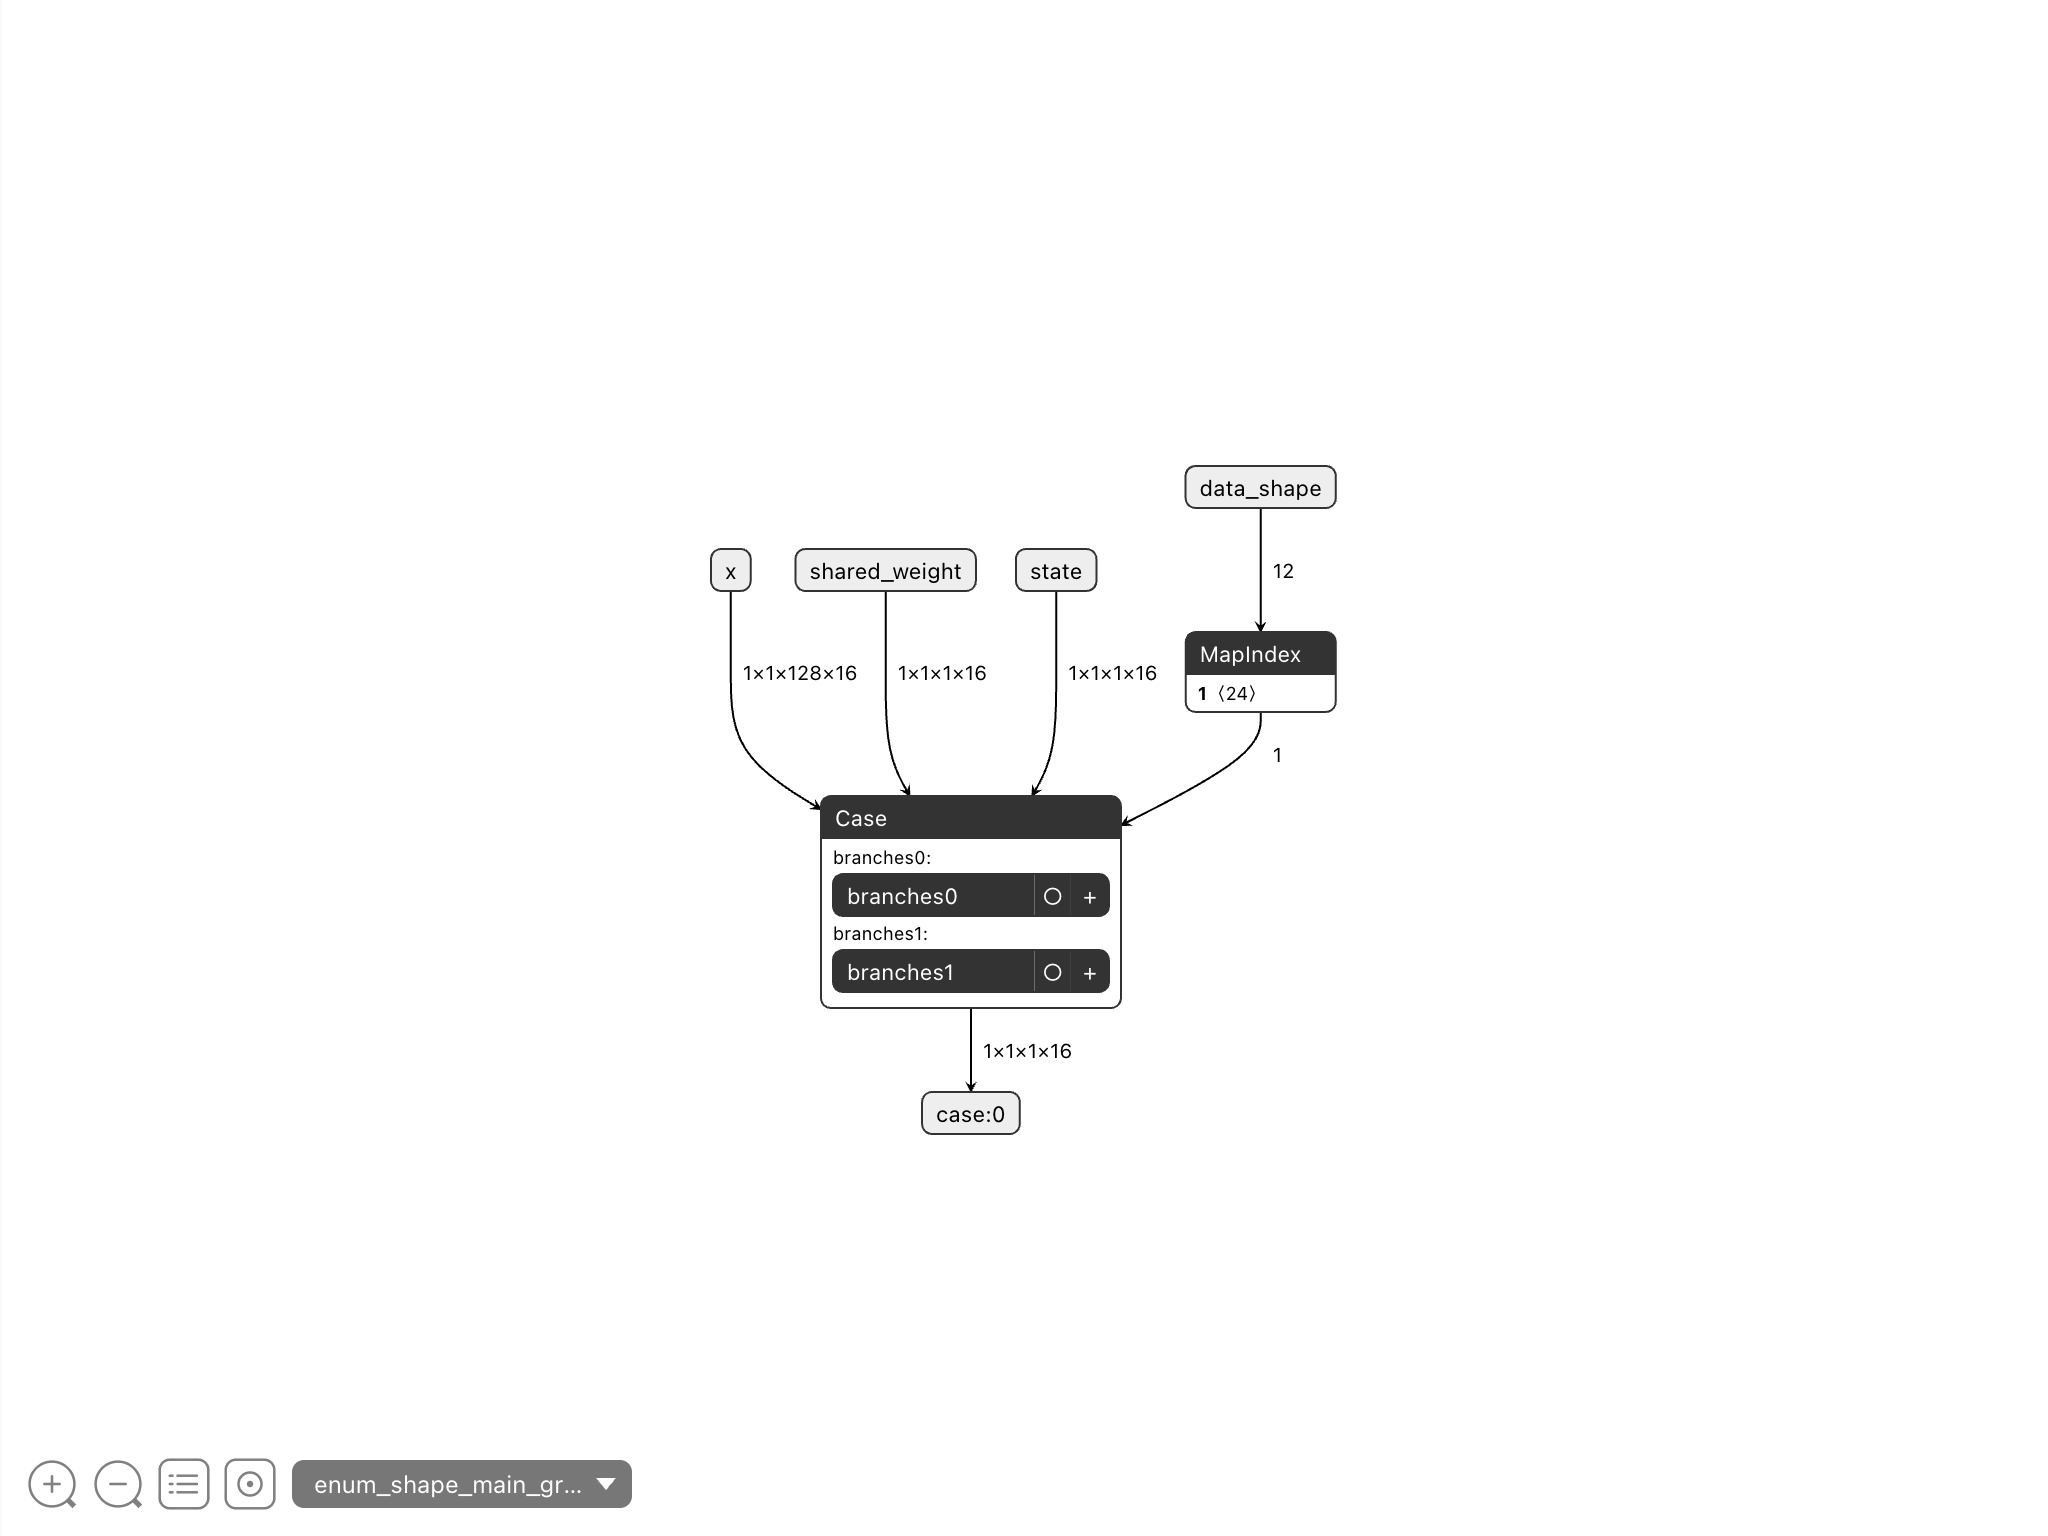 data_shape
x
shared_weight
state
12
MapIndex
1 ⟨24⟩
1×1×128×16
1×1×1×16
1×1×1×16
1
Case
branches0:
branches0 +
branches1:
branches1 +
1×1×1×16
case:0
enum_shape_main_gr...